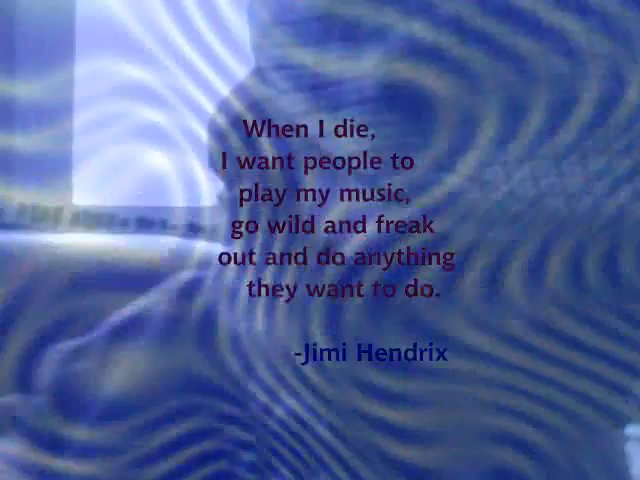 When I die,
I want people to
play my music,
go wild and freak
out and do anything
they want to do.
-Jimi Hendrix